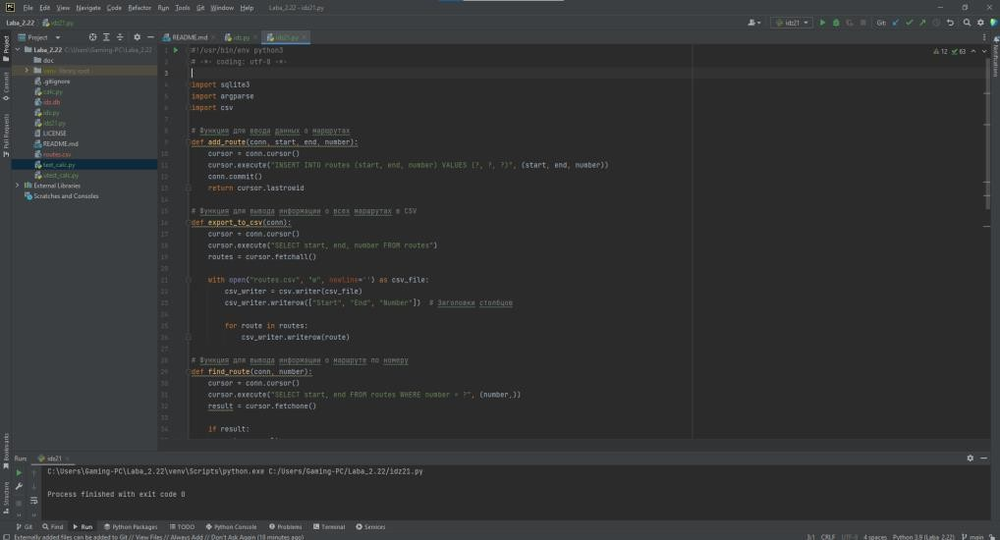 File Edit View Navigate Code Refactor Run Tools Git Window Help Laba_2.22 – idz21.py
Laba_2.22 idz21.py
idz21
Git:
Project
README.md
idz.py
idz21.py
Laba_2.22 C:\Users\Gaming-PC\Laba_2.22
doc
venv library root
.gitignore
calc.py
idz.db
idz.py
idz21.py
LICENSE
README.md
routes.csv
test_calc.py
utest_calc.py
External Libraries
Scratches and Consoles
Project
Commit
Pull Requests
Bookmarks
Structure
Notifications
12 63
1 #!/usr/bin/env python3
2 # -*- coding: utf-8 -*-
3
4 import sqlite3
5 import argparse
6 import csv
7
8 # Функция для ввода данных о маршрутах
9 def add_route(conn, start, end, number):
10 cursor = conn.cursor()
11 cursor.execute("INSERT INTO routes (start, end, number) VALUES (?, ?, ?)", (start, end, number))
12 conn.commit()
13 return cursor.lastrowid
14
15 # Функция для вывода информации о всех маршрутах в CSV
16 def export_to_csv(conn):
17 cursor = conn.cursor()
18 cursor.execute("SELECT start, end, number FROM routes")
19 routes = cursor.fetchall()
20
21 with open("routes.csv", "w", newline='') as csv_file:
22 csv_writer = csv.writer(csv_file)
23 csv_writer.writerow(["Start", "End", "Number"]) # Заголовки столбцов
24
25 for route in routes:
26 csv_writer.writerow(route)
27
28 # Функция для вывода информации о маршруте по номеру
29 def find_route(conn, number):
30 cursor = conn.cursor()
31 cursor.execute("SELECT start, end FROM routes WHERE number = ?", (number,))
32 result = cursor.fetchone()
33
34 if result:
Run: idz21
C:\Users\Gaming-PC\Laba_2.22\venv\Scripts\python.exe C:/Users/Gaming-PC/Laba_2.22/idz21.py
Process finished with exit code 0
Git Find Run Python Packages TODO Python Console Problems Terminal Services
Externally added files can be added to Git // View Files // Always Add // Don't Ask Again (18 minutes ago)
3:1 CRLF UTF-8 4 spaces Python 3.9 (Laba_2.22) main